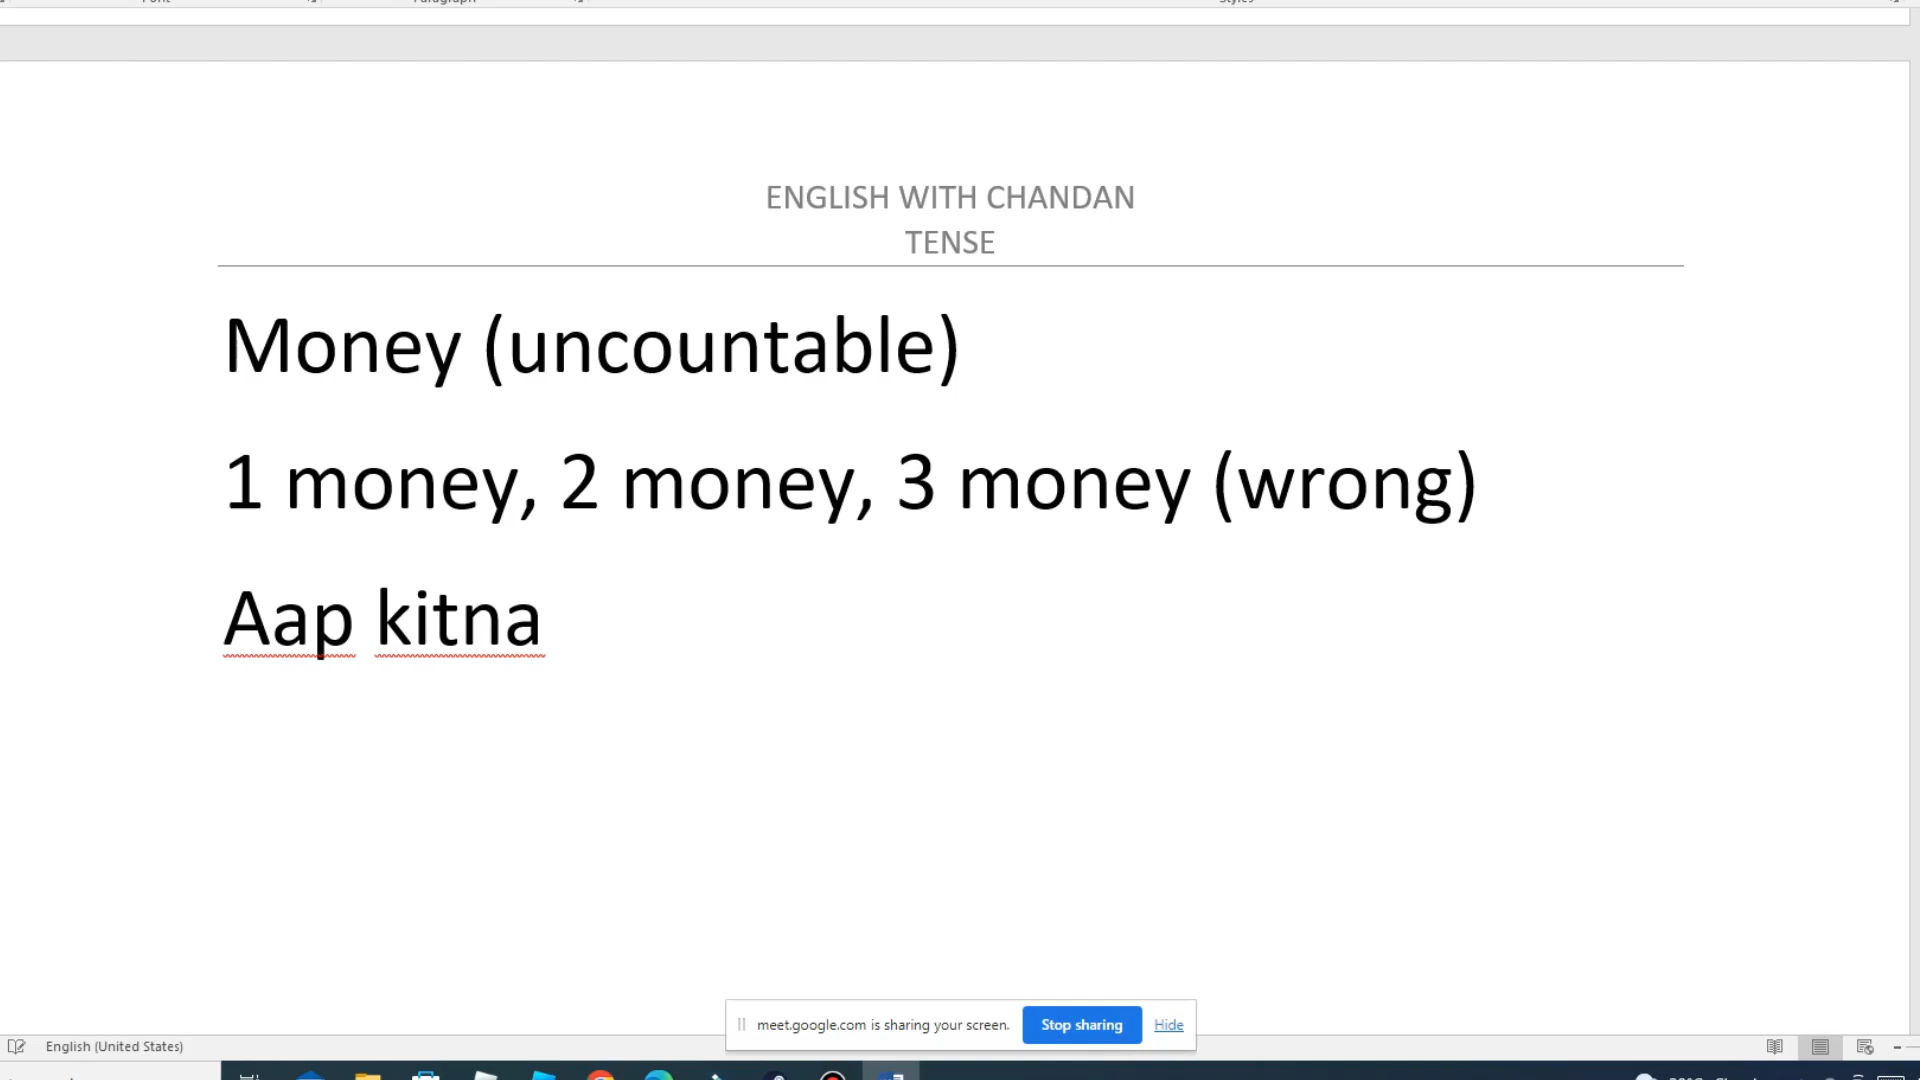 ENGLISH WITH CHANDAN
TENSE
Money (uncountable)
1 money, 2 money, 3 money (wrong)
Aap kitna
meet.google.com is sharing your screen. Stop sharing Hide
English (United States)